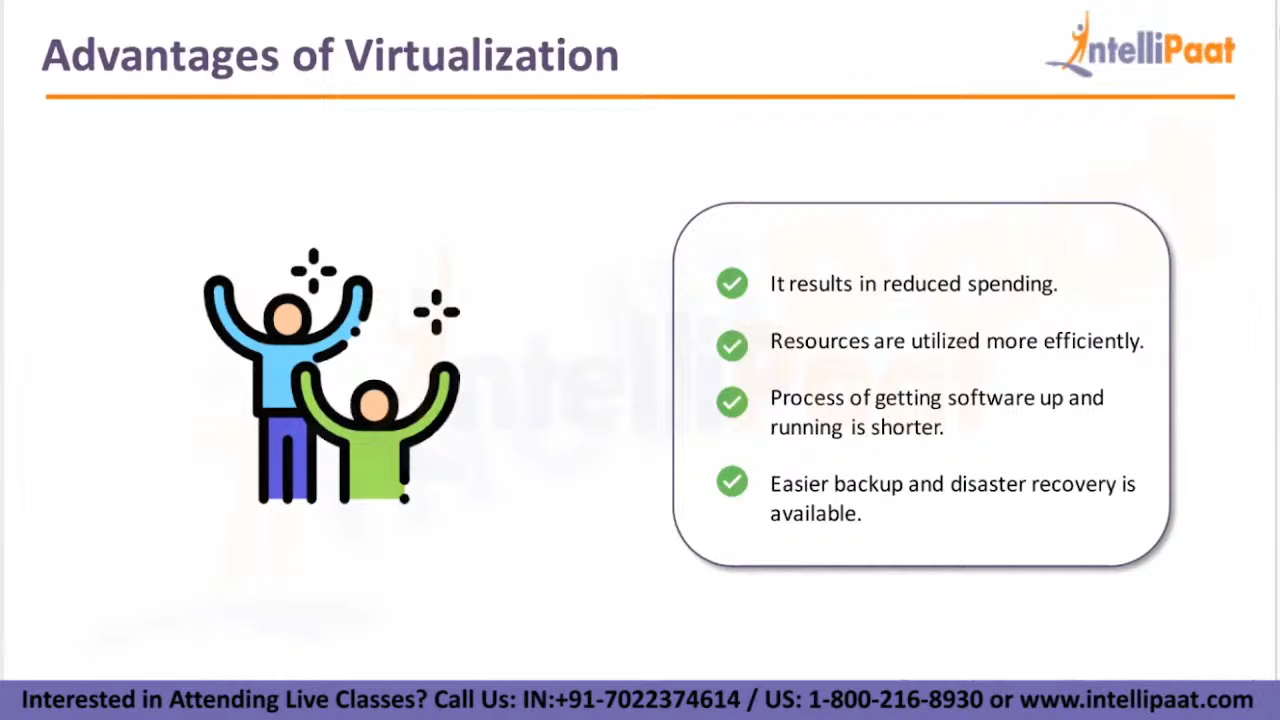 Advantages of Virtualization
IntelliPaat
It results in reduced spending.
Resources are utilized more efficiently.
Process of getting software up and
running is shorter.
Easier backup and disaster recovery is
available.
IntelliPaat
Interested in Attending Live Classes? Call Us: IN:+91-7022374614 / US: 1-800-216-8930 or www.intellipaat.com